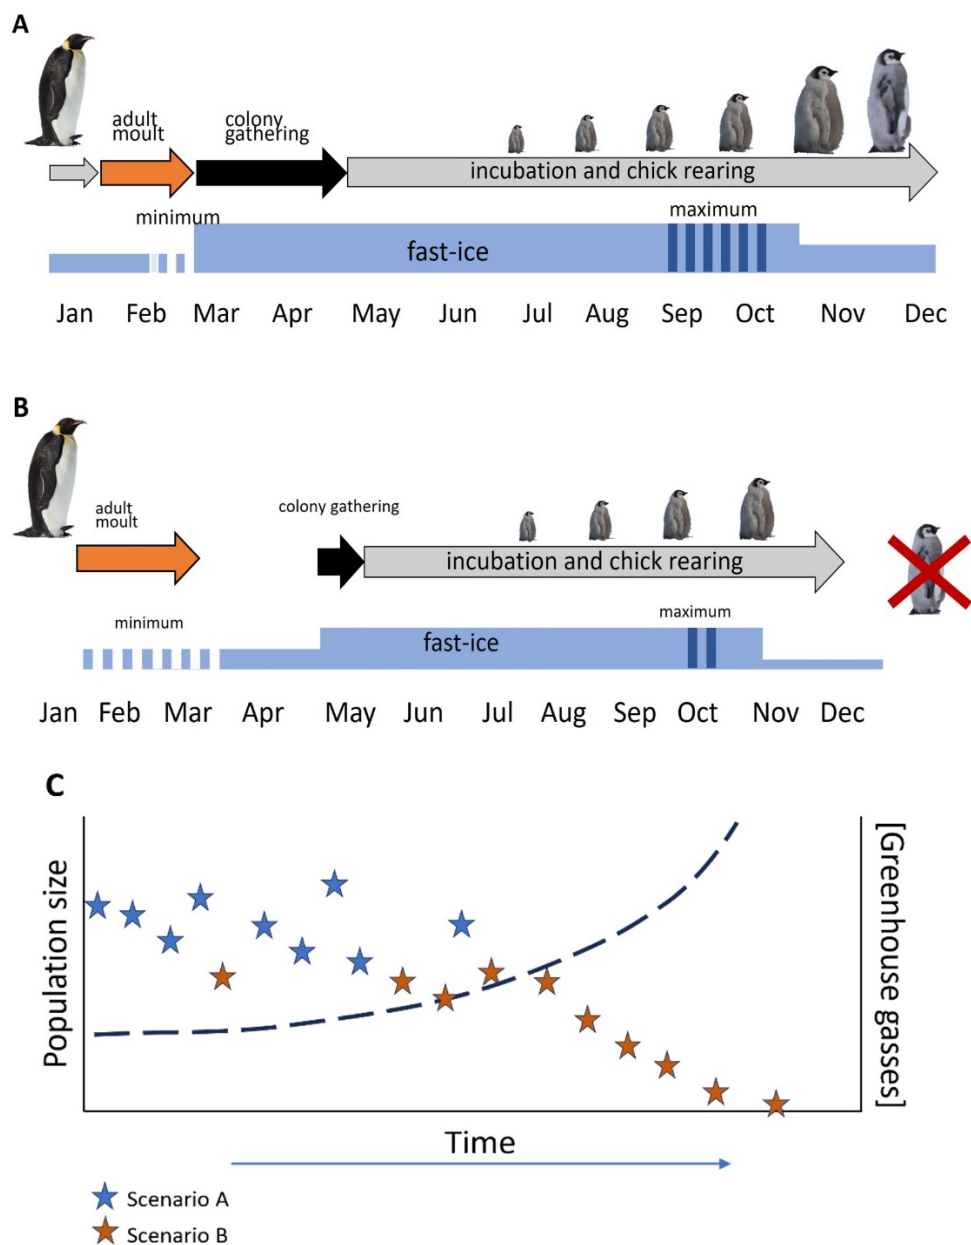 A
adult
moult
colony
gathering
incubation and chick rearing
minimum
maximum
fast-ice
Jan Feb Mar Apr May Jun Jul Aug Sep Oct Nov Dec
B
adult
moult
colony gathering
incubation and chick rearing
minimum
maximum
fast-ice
Jan Feb Mar Apr May Jun Jul Aug Sep Oct Nov Dec
C
Population size
[Greenhouse gasses]
Time
Scenario A
Scenario B